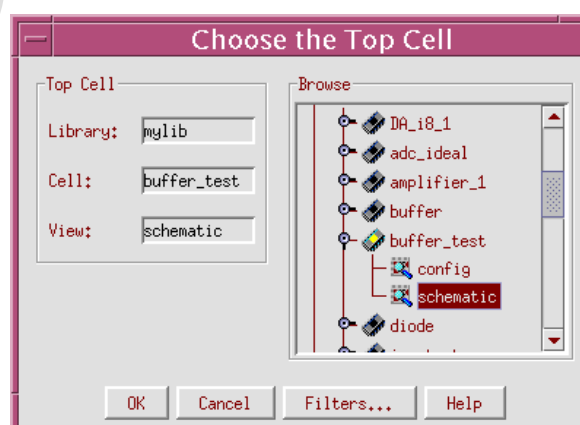 Choose the Top Cell
Top Cell
Library: mylib
Cell: buffer_test
View: schematic
Browse
DA_i8_1
adc_ideal
amplifier_1
buffer
buffer_test
config
schematic
diode
OK Cancel Filters... Help